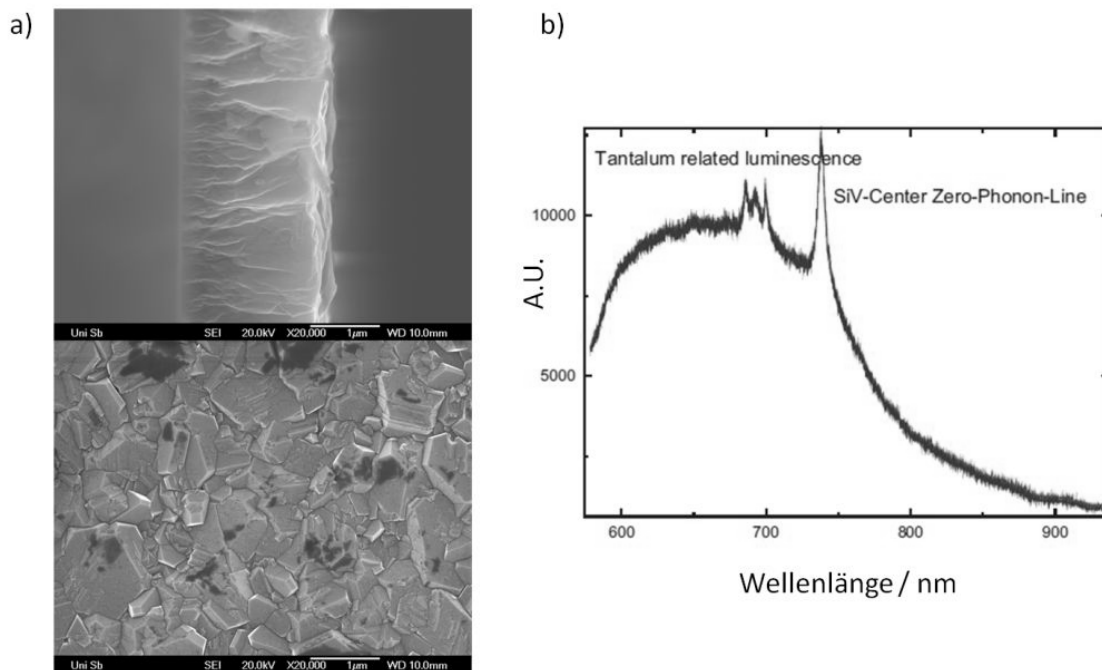 a)
Uni Sb SEI 20.0kV X20,000 1µm WD 10.0mm
Uni Sb SEI 20.0kV X20,000 1µm WD 10.0mm
b)
Tantalum related luminescence
SiV-Center Zero-Phonon-Line
10000
5000
A.U.
600 700 800 900
Wellenlänge / nm